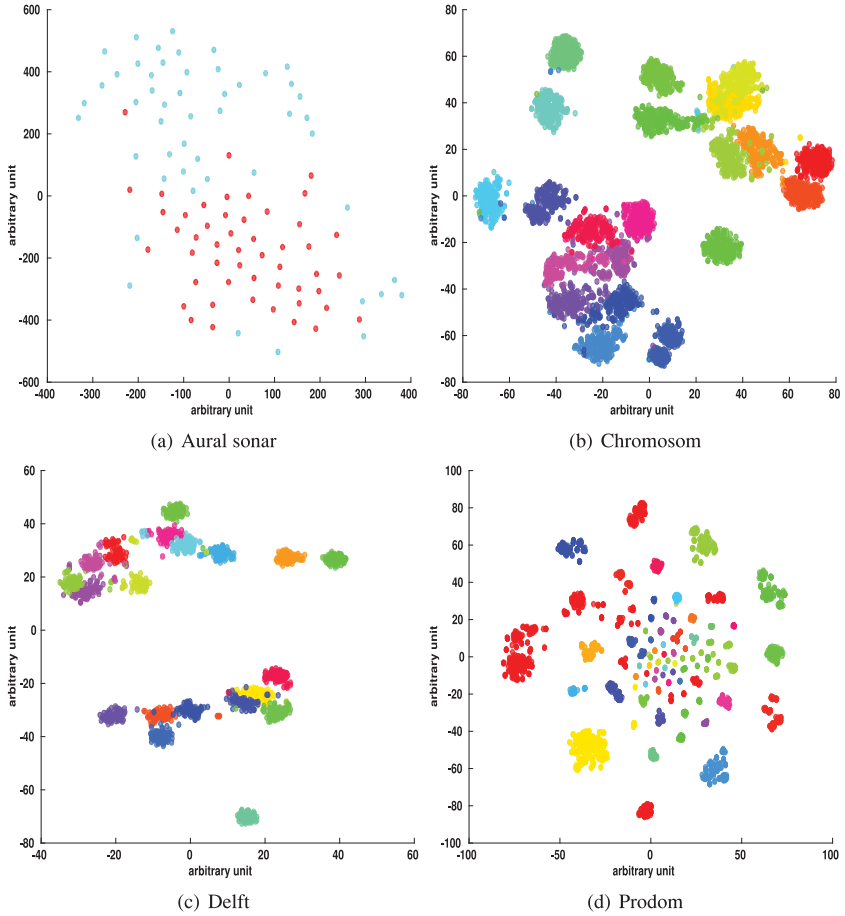 600
400
200
0
-200
-400
-600
arbitrary unit
-400 -300 -200 -100 0 100 200 300 400
arbitrary unit
(a) Aural sonar
80
60
40
20
0
-20
-40
-60
-80
arbitrary unit
-80 -60 -40 -20 0 20 40 60 80
arbitrary unit
(b) Chromosom
60
40
20
0
-20
-40
-60
-80
arbitrary unit
-40 -20 0 20 40 60
arbitrary unit
(c) Delft
100
80
60
40
20
0
-20
-40
-60
-80
-100
arbitrary unit
-100 -50 0 50 100
arbitrary unit
(d) Prodom